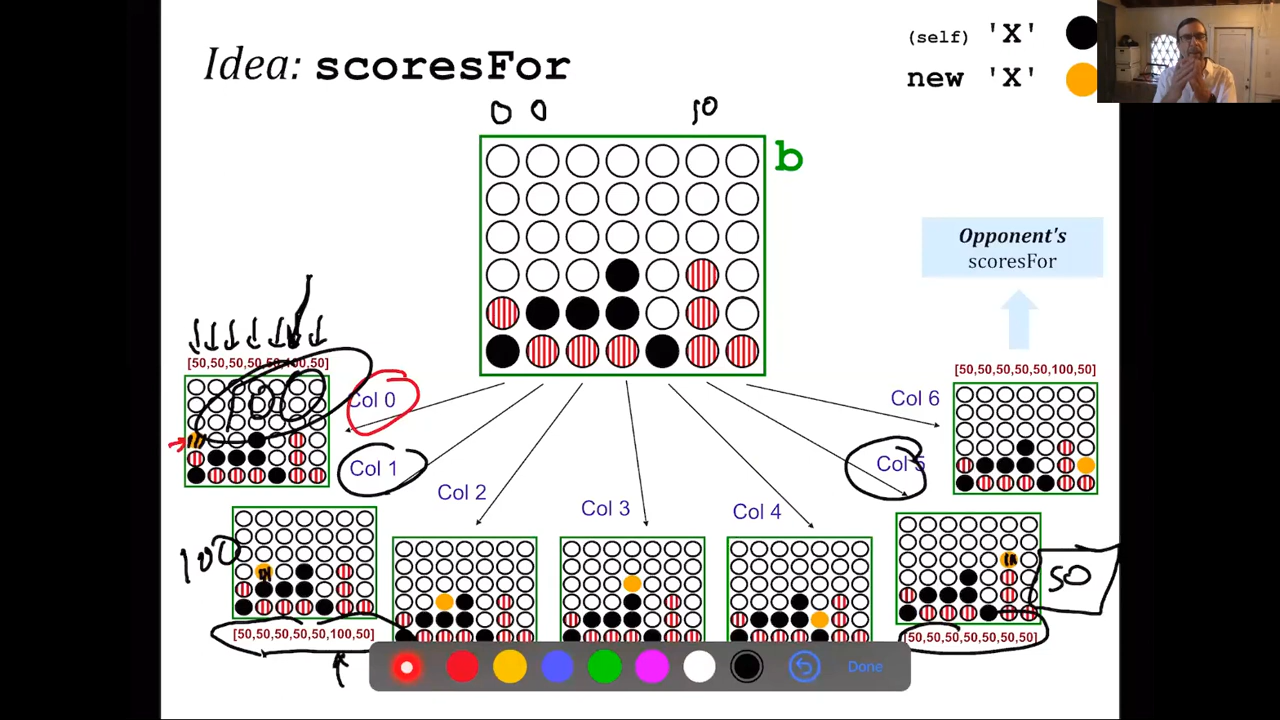 Idea: scoresFor
(self) 'X'
new 'X'
0 0 50
b
Opponent's
scoresFor
[50,50,50,50,50,100,50]
[50,50,50,50,50,100,50]
100
Col 0
Col 6
Col 1
Col 5
Col 2
Col 3
Col 4
100
50
[50,50,50,50,50,100,50]
[50,50,50,50,50,50,50]
Done